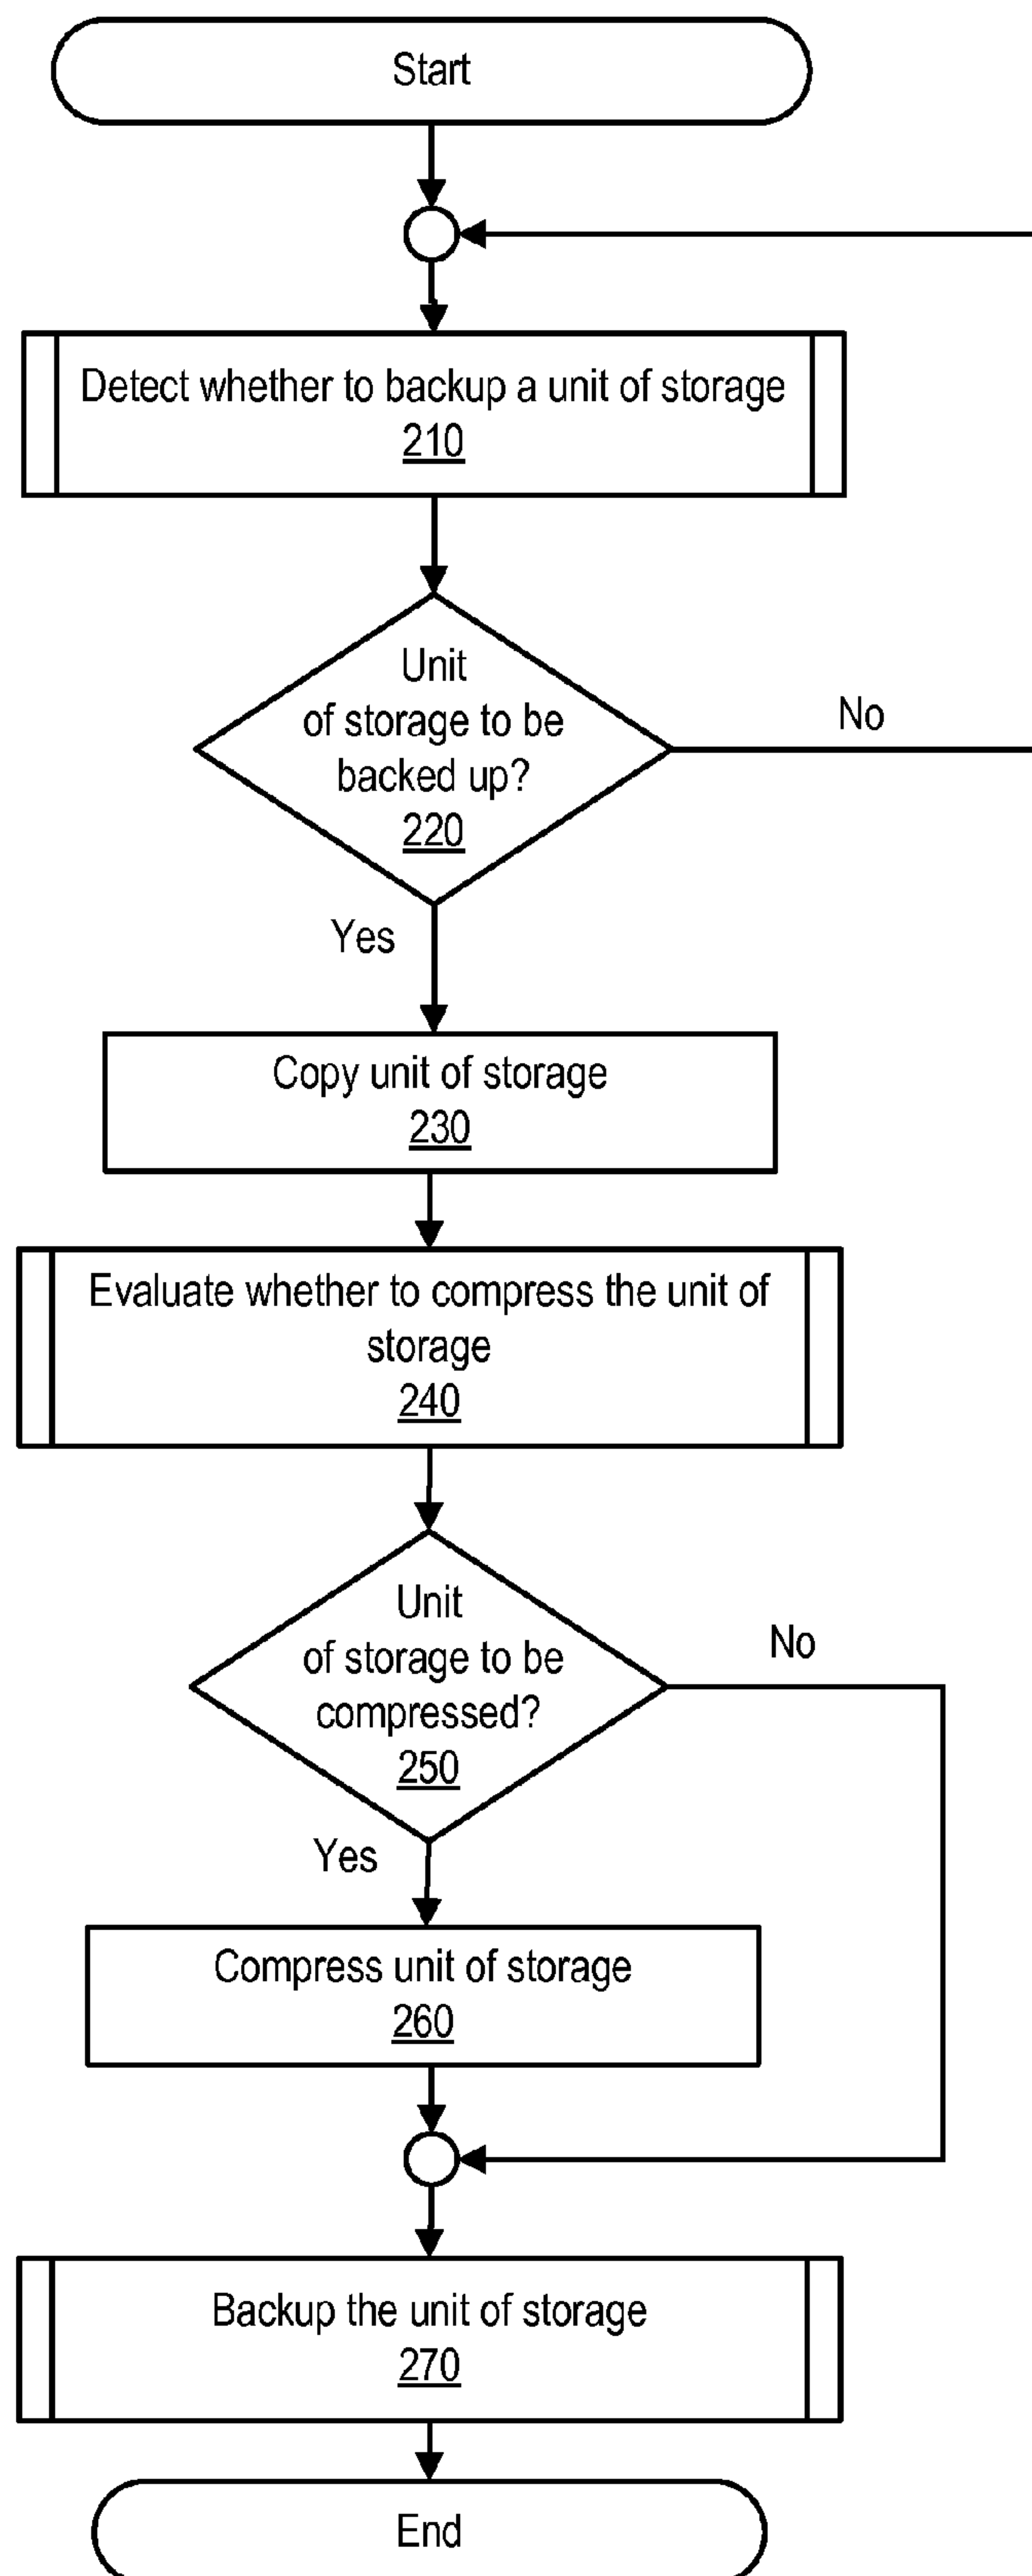 Start
Detect whether to backup a unit of storage
210
Unit
of storage to be
backed up?
220
No
Yes
Copy unit of storage
230
Evaluate whether to compress the unit of
storage
240
Unit
of storage to be
compressed?
250
No
Yes
Compress unit of storage
260
Backup the unit of storage
270
End